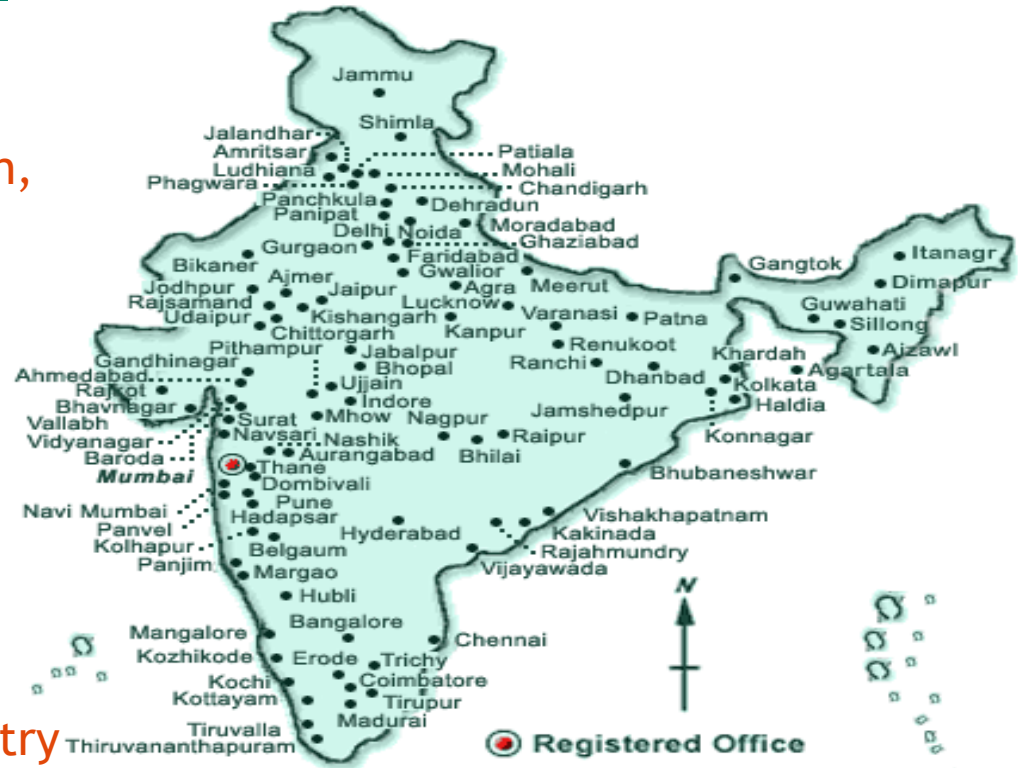 Jammu
Shimla
Jalandhar
Amritsar
Patiala
n,
Ludhiana
Mohali
Phagwara
Chandigarh
Panchkula
Dehradun
Panipat
Moradabad
Delhi
Noida
Ghaziabad
Gurgaon
Faridabad
Itanagr
Bikaner
Gwalior
Gangtok
Ajmer
Agra
Meerut
Dimapur
Jodhpur
Jaipur
Rajsamand
Lucknow
Guwahati
Udaipur
Kishangarh
Varanasi
Patna
Sillong
Chittorgarh
Kanpur
Pithampur
Jabalpur
Renukoot
Khardah
Aizawl
Gandhinagar
Bhopal
Ranchi
Agartala
Ahmedabad
Ujjain
Dhanbad
Kolkata
Rajkot
Indore
Bhavnagar
Jamshedpur
Haldia
Vallabh
Surat
Mhow
Nagpur
Vidyanagar
Navsari
Nashik
Raipur
Konnagar
Baroda
Aurangabad
Bhilai
Mumbai
Thane
Bhubaneshwar
Dombivali
Navi Mumbai
Pune
Panvel
Hadapsar
Vishakhapatnam
Kolhapur
Hyderabad
Kakinada
Belgaum
Rajahmundry
Panjim
Margao
Vijayawada
N
Hubli
Bangalore
Mangalore
Chennai
Kozhikode
Erode
Trichy
Kochi
Coimbatore
Kottayam
Tirupur
Madurai
Tiruvalla
try
Thiruvananthapuram
Registered Office